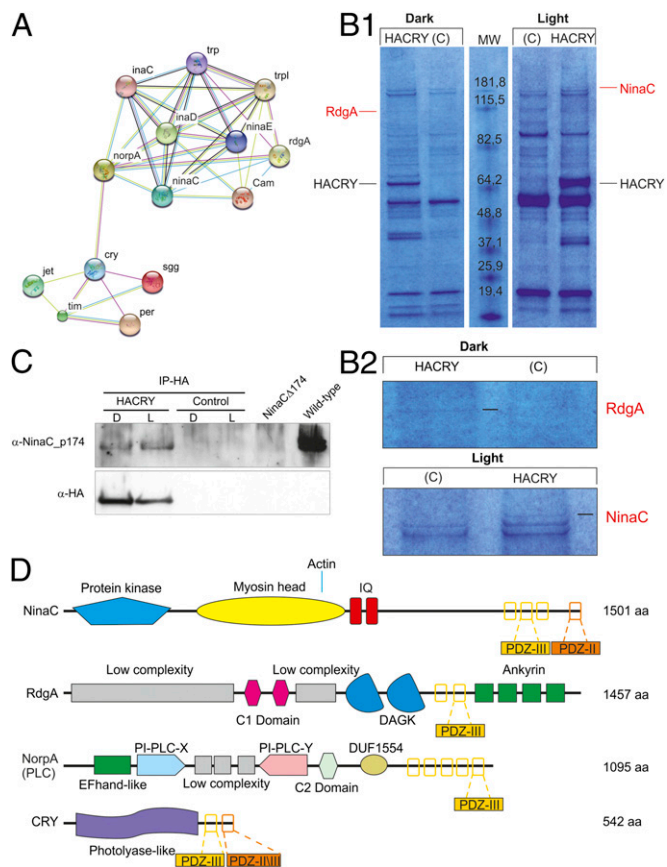 A
trp
inaC
trpl
inaD
ninaE
rdgA
norpA
ninaC
Cam
cry
jet
sgg
tim
per
B1
Dark
Light
HACRY (C)
MW
(C) HACRY
181,8
115,5
82,5
64,2
48,8
37,1
25,9
19,4
RdgA
HACRY
NinaC
HACRY
C
IP-HA
HACRY
Control
D L D L
NinaCΔ174
Wild-type
α-NinaC_p174
α-HA
B2
Dark
HACRY (C)
RdgA
Light
(C) HACRY
NinaC
D
Actin
Protein kinase
Myosin head
IQ
NinaC
1501 aa
PDZ-III
PDZ-II
Low complexity
Low complexity
Ankyrin
RdgA
1457 aa
C1 Domain
DAGK
PDZ-III
PI-PLC-X
PI-PLC-Y
DUF1554
NorpA
(PLC)
1095 aa
EFhand-like
Low complexity
C2 Domain
PDZ-III
CRY
542 aa
Photolyase-like
PDZ-III
PDZ-II\III